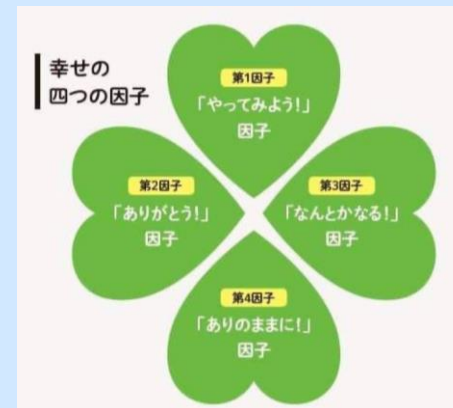 幸せの
四つの因子
第1因子
「やってみよう!」
因子
第2因子
「ありがとう!」
因子
第3因子
「なんとかなる!」
因子
第4因子
「ありのままに!」
因子